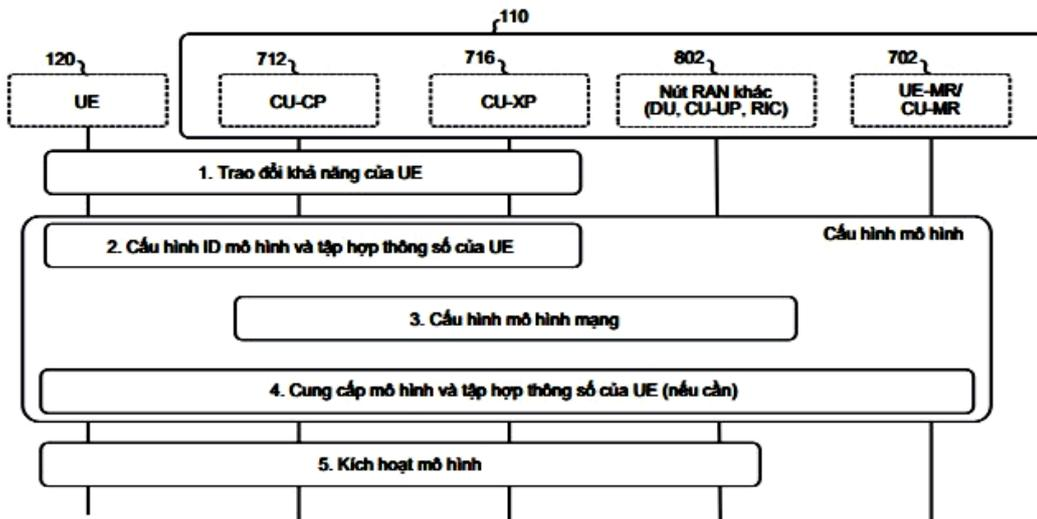 110
120
712
716
802
702
UE
CU-CP
CU-XP
Nút RAN khác
(DU, CU-UP, RIC)
UE-MR/
CU-MR
1. Trao đổi khả năng của UE
Cấu hình mô hình
2. Cấu hình ID mô hình và tập hợp thông số của UE
3. Cấu hình mô hình mạng
4. Cung cấp mô hình và tập hợp thông số của UE (nếu cần)
5. Kích hoạt mô hình